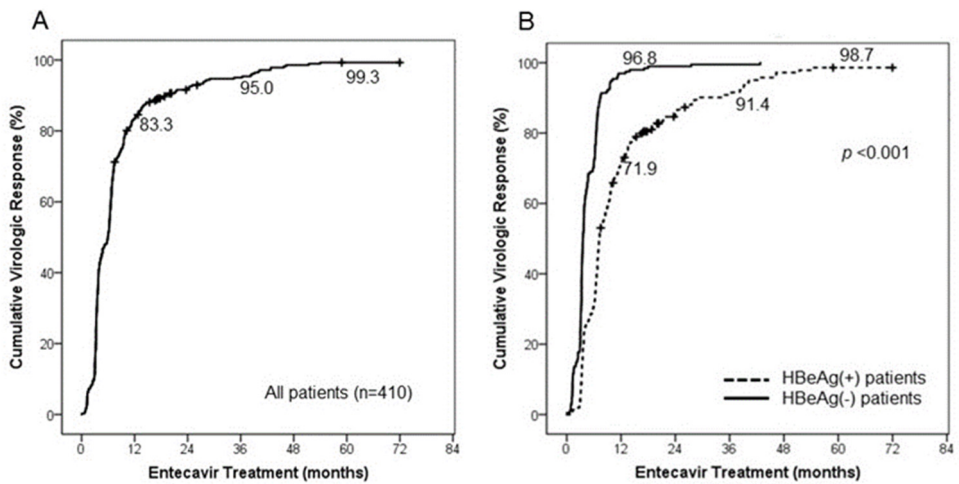 A
Cumulative Virologic Response (%)
100
80
60
40
20
0
83.3
95.0
99.3
All patients (n=410)
0 12 24 36 48 60 72 84
Entecavir Treatment (months)
B
Cumulative Virologic Response (%)
100
80
60
40
20
0
96.8
98.7
91.4
71.9
p <0.001
HBeAg(+) patients
HBeAg(-) patients
0 12 24 36 48 60 72 84
Entecavir Treatment (months)